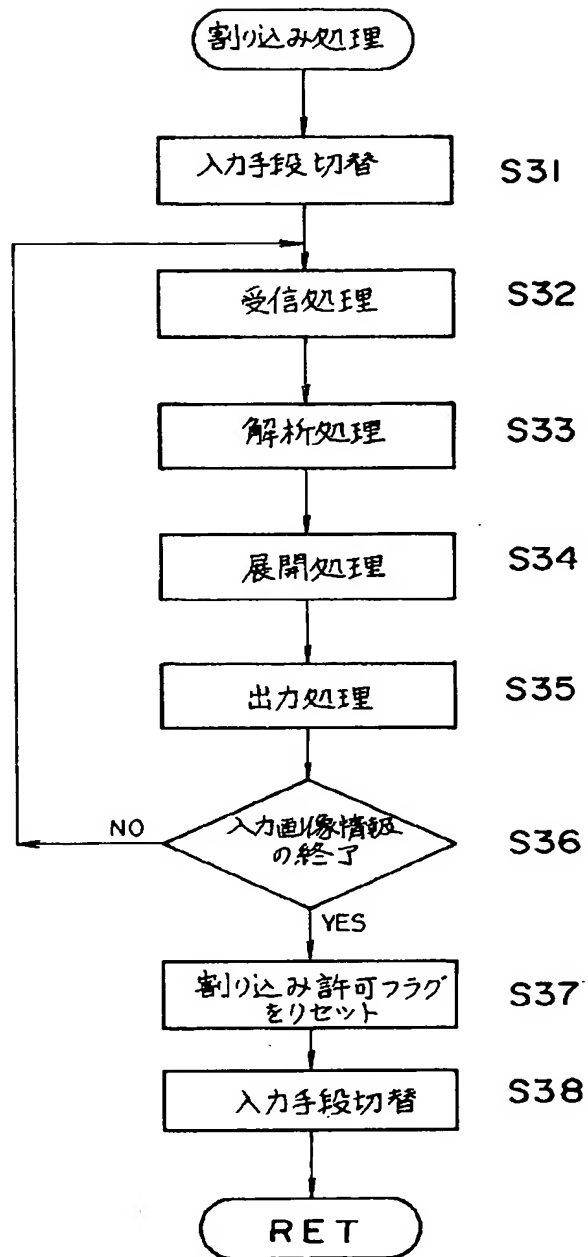 割り込み処理
入力手段切替
S31
受信処理
S32
解析処理
S33
展開処理
S34
出力処理
S35
入力画像情報
の終了
S36
NO
YES
割り込み許可フラグ
をリセット
S37
入力手段切替
S38
RET